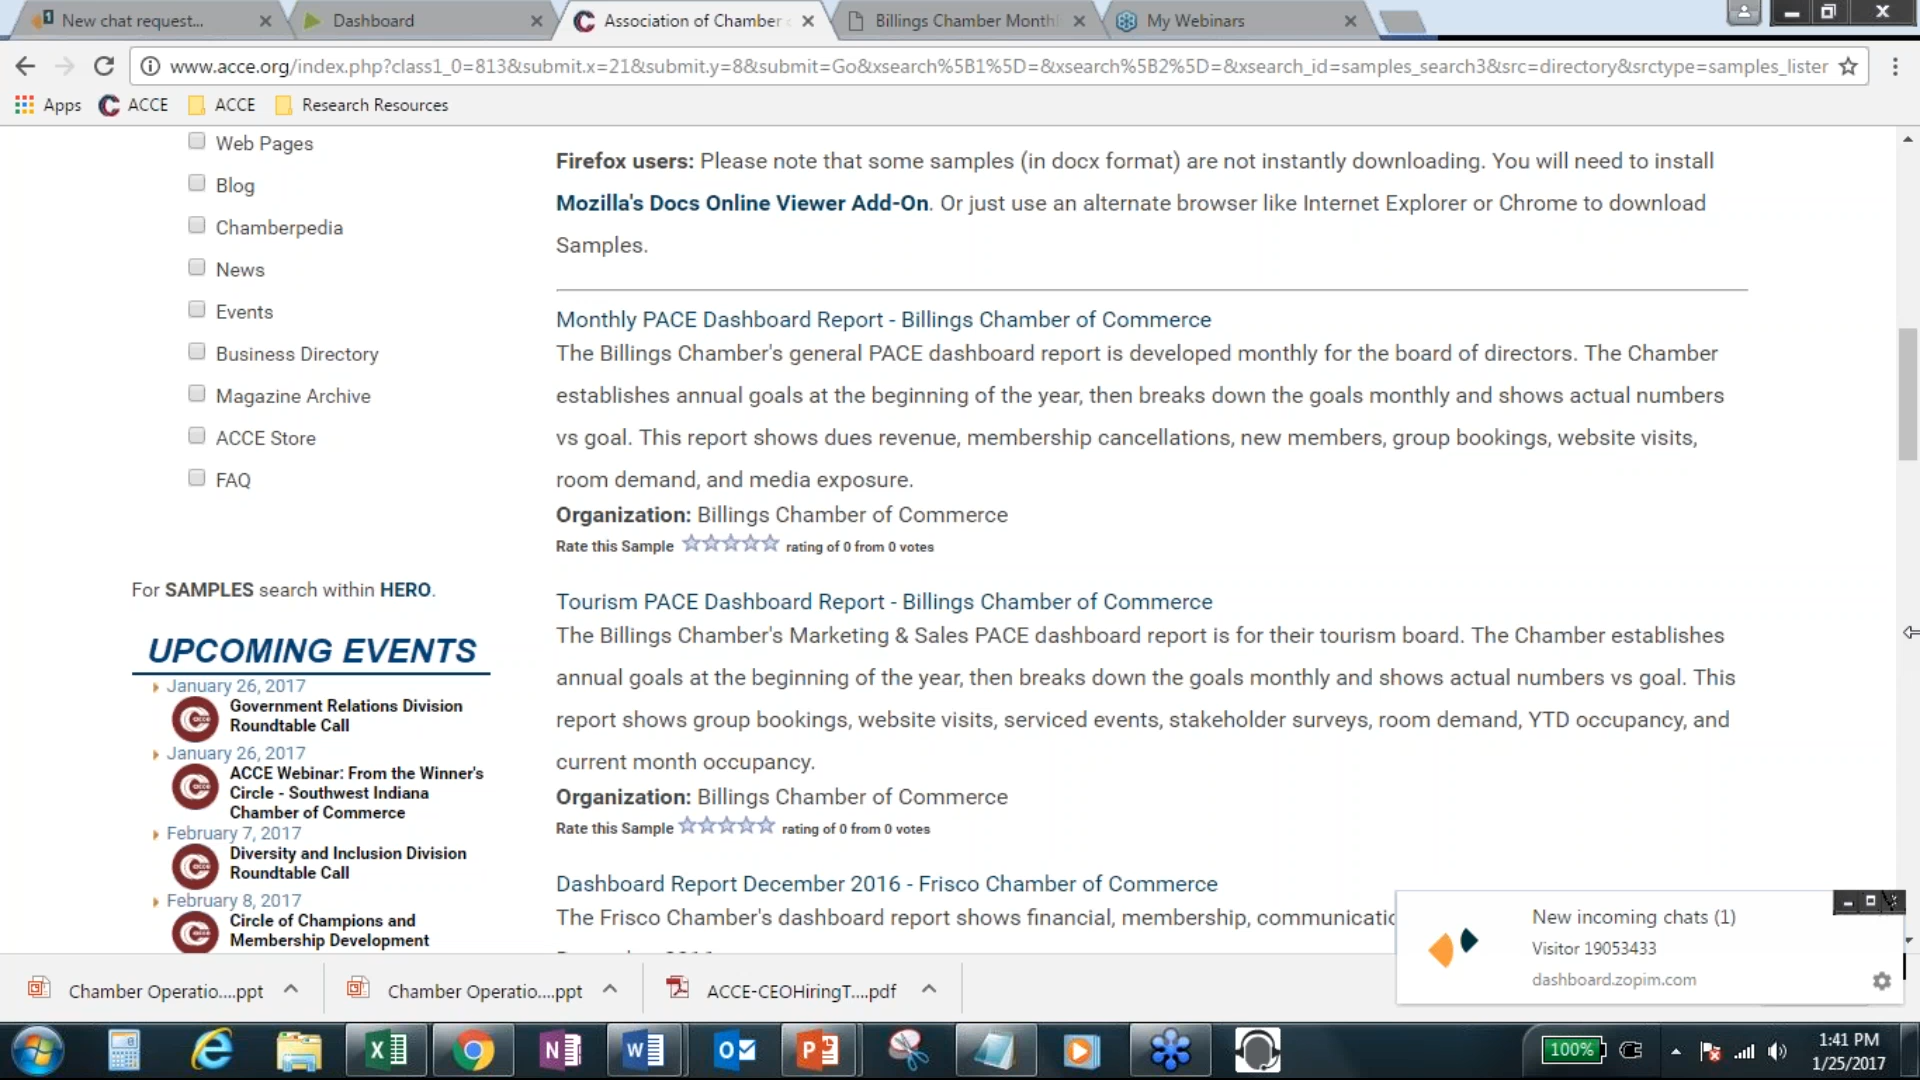 New chat request...
Dashboard
Association of Chamber
Billings Chamber Monthl
My Webinars
www.acce.org/index.php?class1_0=813&submit.x=21&submit.y=8&submit=Go&xsearch%5B1%5D=&xsearch%5B2%5D=&xsearch_id=samples_search3&src=directory&srctype=samples_lister
Apps
ACCE
ACCE
Research Resources
Web Pages
Blog
Chamberpedia
News
Events
Business Directory
Magazine Archive
ACCE Store
FAQ
For SAMPLES search within HERO.
UPCOMING EVENTS
January 26, 2017
Government Relations Division
Roundtable Call
January 26, 2017
ACCE Webinar: From the Winner's
Circle - Southwest Indiana
Chamber of Commerce
February 7, 2017
Diversity and Inclusion Division
Roundtable Call
February 8, 2017
Circle of Champions and
Membership Development
Firefox users: Please note that some samples (in docx format) are not instantly downloading. You will need to install
Mozilla's Docs Online Viewer Add-On. Or just use an alternate browser like Internet Explorer or Chrome to download
Samples.
Monthly PACE Dashboard Report - Billings Chamber of Commerce
The Billings Chamber's general PACE dashboard report is developed monthly for the board of directors. The Chamber
establishes annual goals at the beginning of the year, then breaks down the goals monthly and shows actual numbers
vs goal. This report shows dues revenue, membership cancellations, new members, group bookings, website visits,
room demand, and media exposure.
Organization: Billings Chamber of Commerce
Rate this Sample rating of 0 from 0 votes
Tourism PACE Dashboard Report - Billings Chamber of Commerce
The Billings Chamber's Marketing & Sales PACE dashboard report is for their tourism board. The Chamber establishes
annual goals at the beginning of the year, then breaks down the goals monthly and shows actual numbers vs goal. This
report shows group bookings, website visits, serviced events, stakeholder surveys, room demand, YTD occupancy, and
current month occupancy.
Organization: Billings Chamber of Commerce
Rate this Sample rating of 0 from 0 votes
Dashboard Report December 2016 - Frisco Chamber of Commerce
The Frisco Chamber's dashboard report shows financial, membership, communicatio
New incoming chats (1)
Visitor 19053433
dashboard.zopim.com
Chamber Operatio....ppt
Chamber Operatio....ppt
ACCE-CEOHiringT....pdf
100%
1:41 PM
1/25/2017